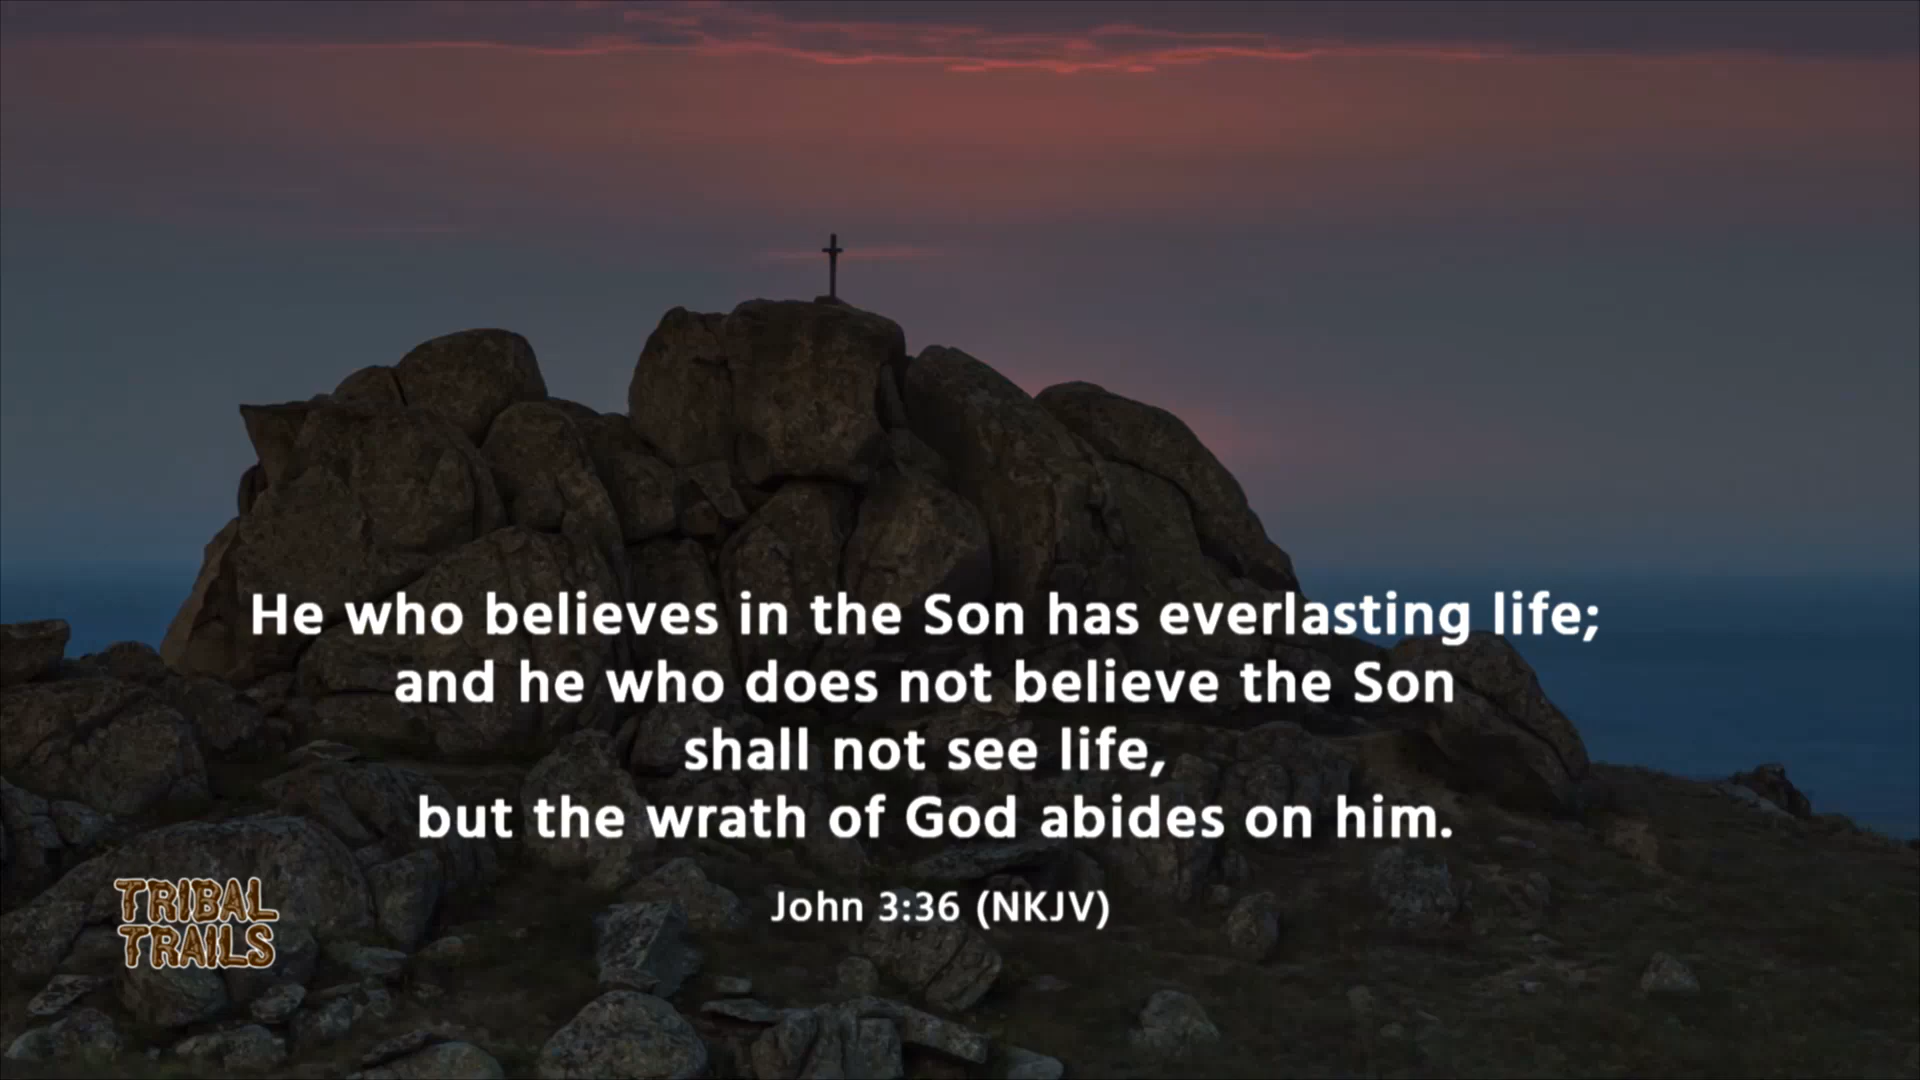 He who believes in the Son has everlasting life;
and he who does not believe the Son
shall not see life,
but the wrath of God abides on him.
John 3:36 (NKJV)
TRIBAL
TRAILS